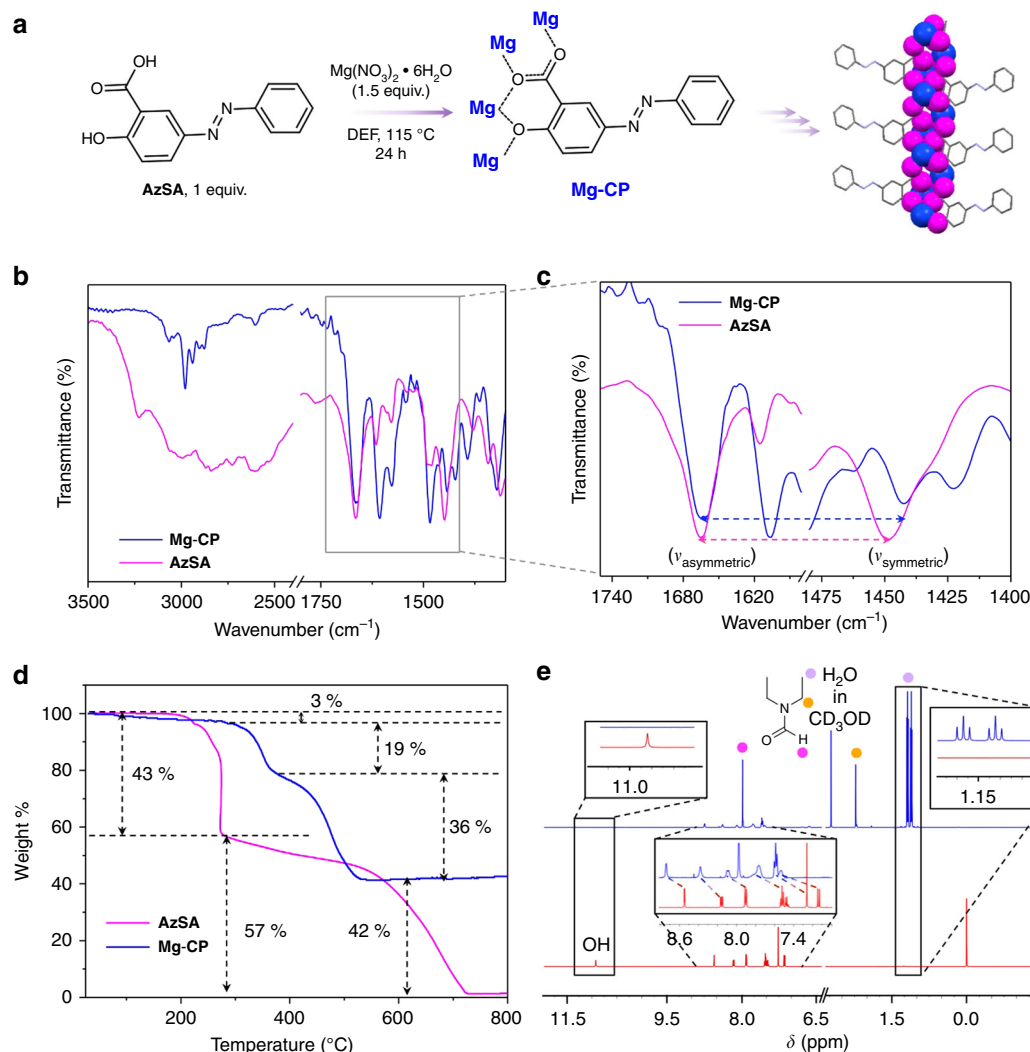 a
OH
O
HO
N
N
AzSA, 1 equiv.
Mg(NO₃)₂ • 6H₂O
(1.5 equiv.)
DEF, 115 °C
24 h
Mg
Mg
O
O
Mg
O
Mg
N
N
Mg-CP
b
Transmittance (%)
Mg-CP
AzSA
3500 3000 2500 1750 1500
Wavenumber (cm⁻¹)
c
Transmittance (%)
Mg-CP
AzSA
(νasymmetric) (νsymmetric)
1740 1680 1620 1475 1450 1425 1400
Wavenumber (cm⁻¹)
d
Weight %
100
80
60
40
20
0
3 %
19 %
43 %
36 %
57 %
42 %
AzSA
Mg-CP
200 400 600 800
Temperature (°C)
e
N
O
H
H₂O
in
CD₃OD
11.0
1.15
8.6 8.0 7.4
OH
11.5 9.5 8.0 6.5 1.5 0.0
δ (ppm)